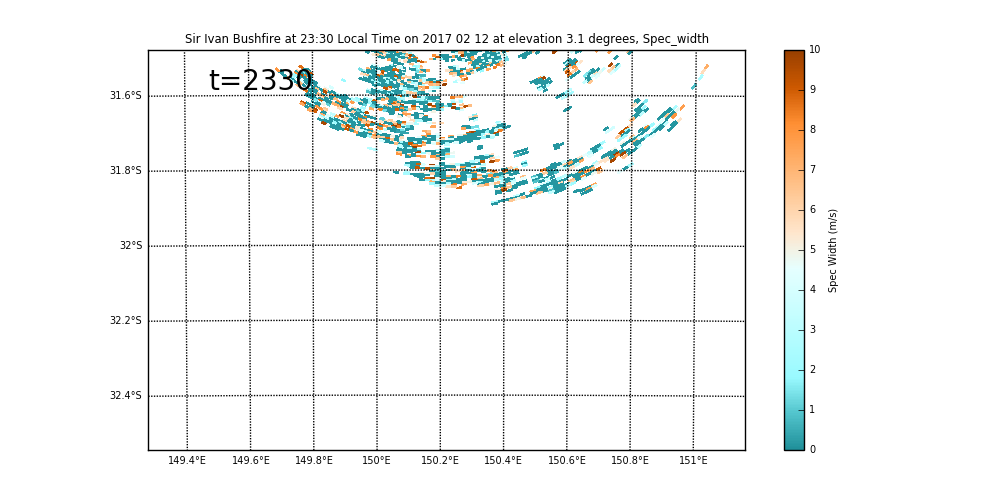 Sir Ivan Bushfire at 23:30 Local Time on 2017 02 12 at elevation 3.1 degrees, Spec_width
t=2330
31.6°S
31.8°S
32°S
32.2°S
32.4°S
149.4°E 149.6°E 149.8°E 150°E 150.2°E 150.4°E 150.6°E 150.8°E 151°E
10
9
8
7
6
5
4
3
2
1
0
Spec Width (m/s)